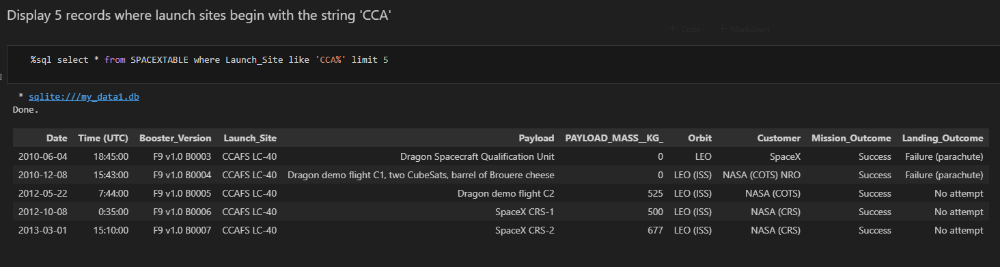 Display 5 records where launch sites begin with the string 'CCA'
+ Code + Markdown
%sql select * from SPACEXTABLE where Launch_Site like 'CCA%' limit 5
]
* sqlite:///my_data1.db
Done.
Date Time (UTC) Booster_Version Launch_Site Payload PAYLOAD_MASS__KG_ Orbit Customer Mission_Outcome Landing_Outcome
2010-06-04 18:45:00 F9 v1.0 B0003 CCAFS LC-40 Dragon Spacecraft Qualification Unit 0 LEO SpaceX Success Failure (parachute)
2010-12-08 15:43:00 F9 v1.0 B0004 CCAFS LC-40 Dragon demo flight C1, two CubeSats, barrel of Brouere cheese 0 LEO (ISS) NASA (COTS) NRO Success Failure (parachute)
2012-05-22 7:44:00 F9 v1.0 B0005 CCAFS LC-40 Dragon demo flight C2 525 LEO (ISS) NASA (COTS) Success No attempt
2012-10-08 0:35:00 F9 v1.0 B0006 CCAFS LC-40 SpaceX CRS-1 500 LEO (ISS) NASA (CRS) Success No attempt
2013-03-01 15:10:00 F9 v1.0 B0007 CCAFS LC-40 SpaceX CRS-2 677 LEO (ISS) NASA (CRS) Success No attempt